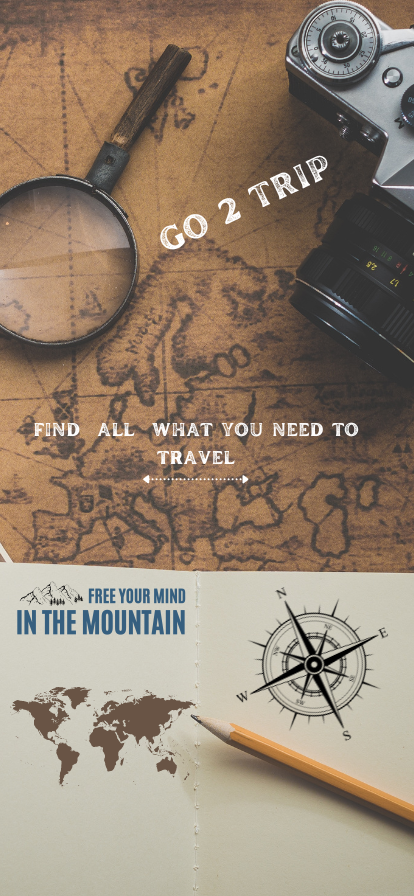 GO 2 TRIP
FIND ALL WHAT YOU NEED TO
TRAVEL
FREE YOUR MIND
IN THE MOUNTAIN
N
E
W
S